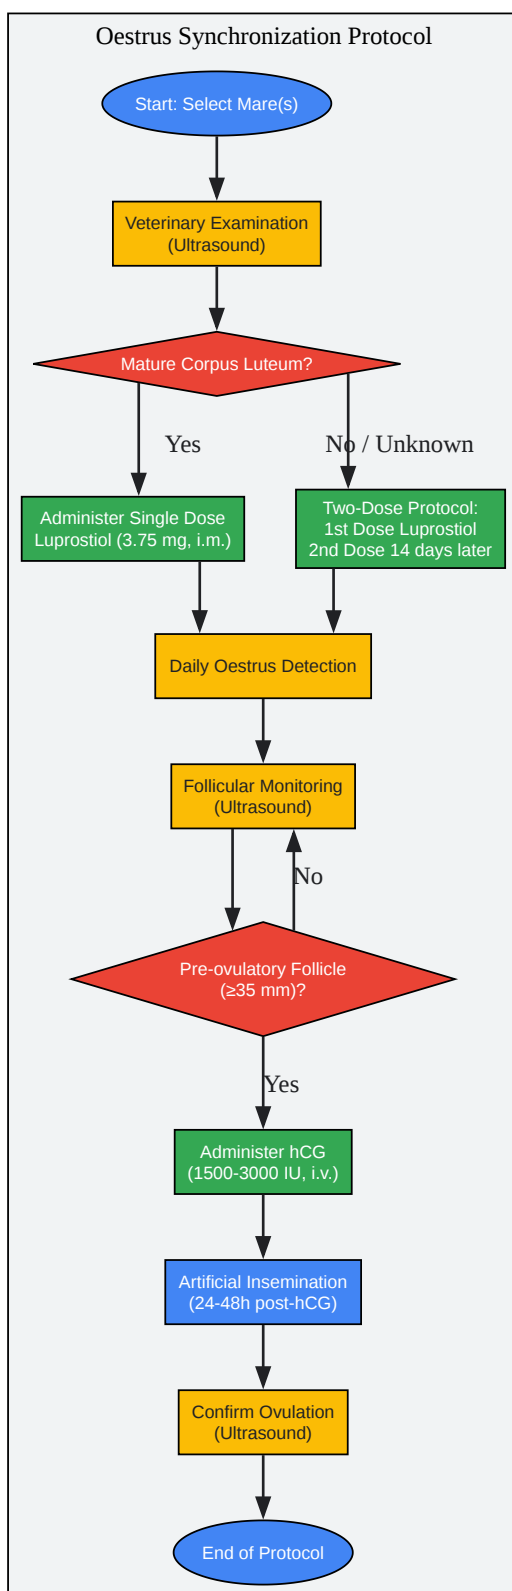 Oestrus Synchronization Protocol
Start: Select Mare(s)
Veterinary Examination
(Ultrasound)
Mature Corpus Luteum?
Yes
No / Unknown
Administer Single Dose
Luprostiol (3.75 mg, i.m.)
Two-Dose Protocol:
1st Dose Luprostiol
2nd Dose 14 days later
Daily Oestrus Detection
Follicular Monitoring
(Ultrasound)
No
Pre-ovulatory Follicle
(≥35 mm)?
Yes
Administer hCG
(1500-3000 IU, i.v.)
Artificial Insemination
(24-48h post-hCG)
Confirm Ovulation
(Ultrasound)
End of Protocol